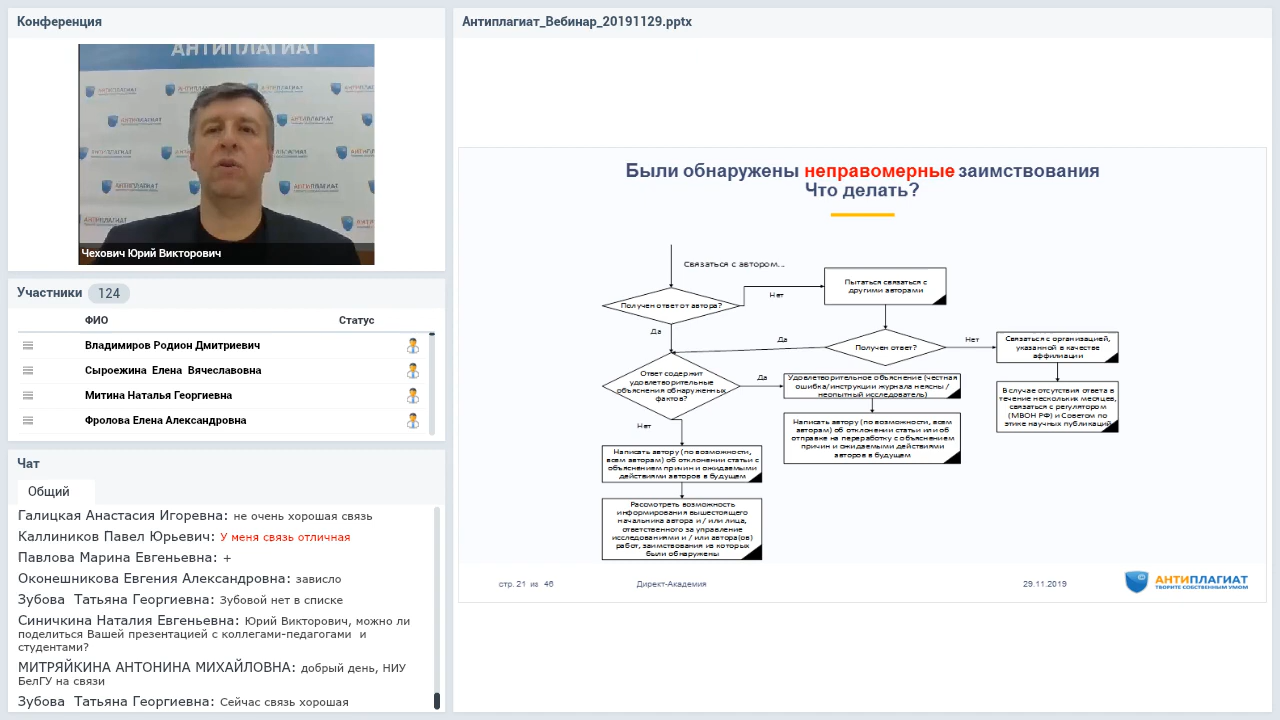 Конференция
АНТИПЛАГИАТ
Чехович Юрий Викторович
Участники 124
ФИО Статус
Владимиров Родион Дмитриевич
Сыроежина Елена Вячеславовна
Митина Наталья Георгиевна
Фролова Елена Александровна
Чат
Общий
Галицкая Анастасия Игоревна: не очень хорошая связь
Каллиников Павел Юрьевич: У меня связь отличная
Павлова Марина Евгеньевна: +
Оконешникова Евгения Александровна: зависло
Зубова Татьяна Георгиевна: Зубовой нет в списке
Синичкина Наталия Евгеньевна: Юрий Викторович, можно ли
поделиться Вашей презентацией с коллегами-педагогами и
студентами?
МИТРЯЙКИНА АНТОНИНА МИХАЙЛОВНА: добрый день, НИУ
БелГУ на связи
Зубова Татьяна Георгиевна: Сейчас связь хорошая
Антиплагиат_Вебинар_20191129.pptx
Были обнаружены неправомерные заимствования
Что делать?
Связаться с автором...
Получен ответ от автора?
Нет
Пытаться связаться с
другими авторами
Да
Получен ответ?
Да
Нет
Связаться с организацией,
указанной в качестве
аффилиации
В случае отсутствия ответа в
течение нескольких месяцев,
связаться с регулятором
(МВОН РФ) и Советом по
этике научных публикаций
Ответ содержит
удовлетворительные
объяснения обнаруженных
фактов?
Да
Удовлетворительное объяснение (честная
ошибка/инструкции журнала неясны/
неопытный исследователь)
Написать автору (по возможности, всем
авторам) об отклонении статьи или об
отправке на переработку с объяснением
причин и ожидаемыми действиями
авторов в будущем
Нет
Написать автору (по возможности,
всем авторам) об отклонении статьи с
объяснением причин и ожидаемыми
действиями авторов в будущем
Рассмотреть возможность
информирования вышестоящего
начальника автора и / или лица,
ответственного за управление
исследованиями и / или автора(ов)
работ, заимствования из которых
были обнаружены
стр. 21 из 46
Директ-Академия
29.11.2019
АНТИПЛАГИАТ
ТВОРИТЕ СОБСТВЕННЫМ УМОМ